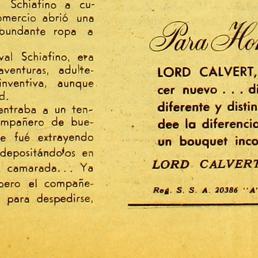 Schiafino a cu-
omercio abrió una
bundante ropa a
val Schiafino, era
aventuras, adulte-
inventiva, aunque
d.
entraba a un ten-
mpañero de bue-
e fué extrayendo
depositándolos en
camarada... Ya
pero el compañe-
para despedirse,
Para Ho
LORD CALVERT,
cer nuevo ... di
diferente y distin
dee la diferencia
un bouquet inco
LORD CALVERT
Reg. S. S. A. 20386 "A"